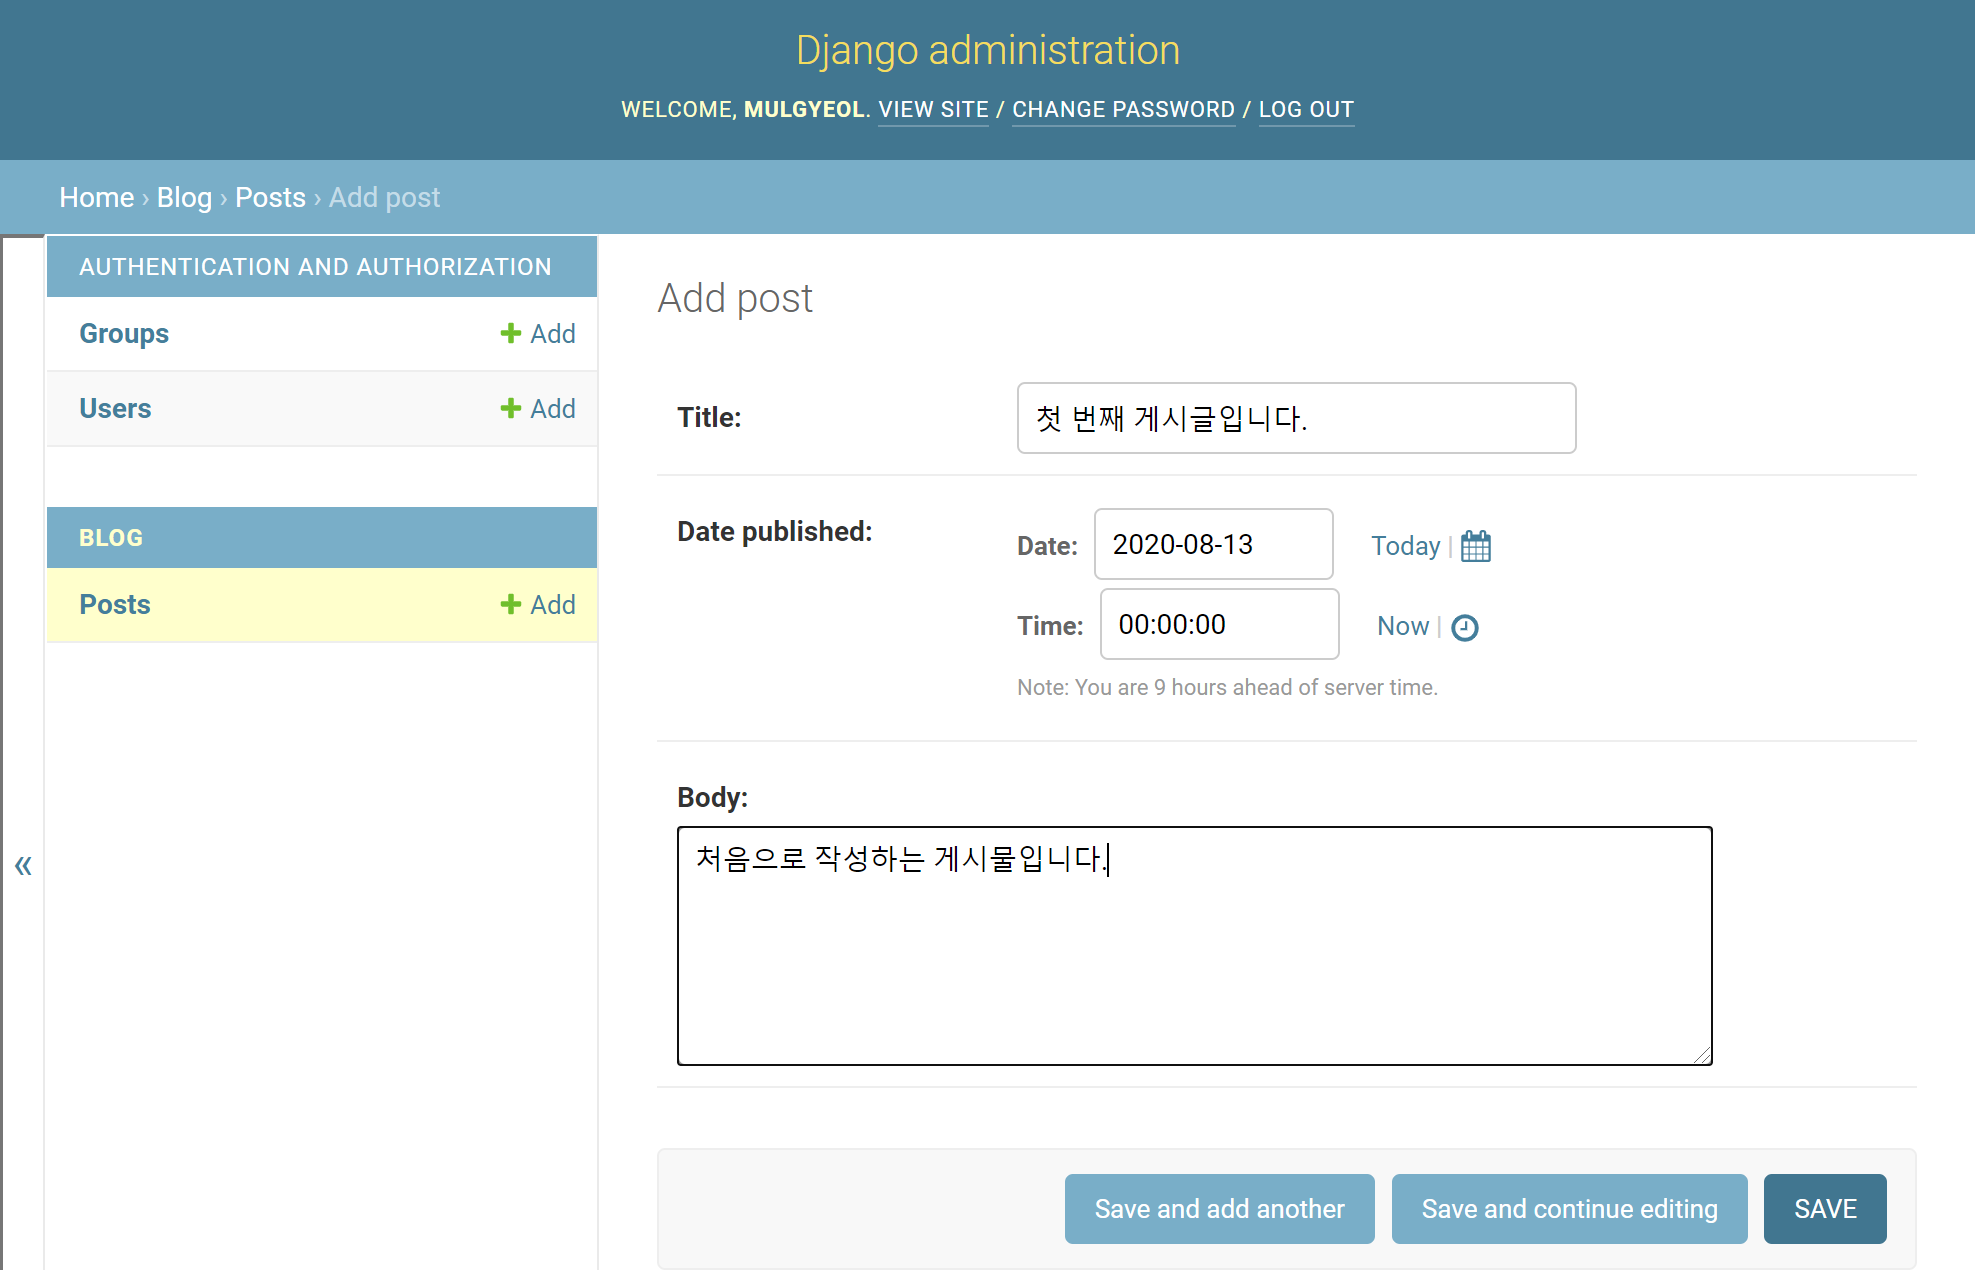 Django administration
WELCOME, MULGYEOL. VIEW SITE / CHANGE PASSWORD / LOG OUT
Home › Blog › Posts › Add post
AUTHENTICATION AND AUTHORIZATION
Groups Add
Users Add
BLOG
Posts Add
«
Add post
Title: 첫 번째 게시글입니다.
Date published:
Date: 2020-08-13 Today |
Time: 00:00:00 Now |
Note: You are 9 hours ahead of server time.
Body:
처음으로 작성하는 게시물입니다.
Save and add another Save and continue editing SAVE